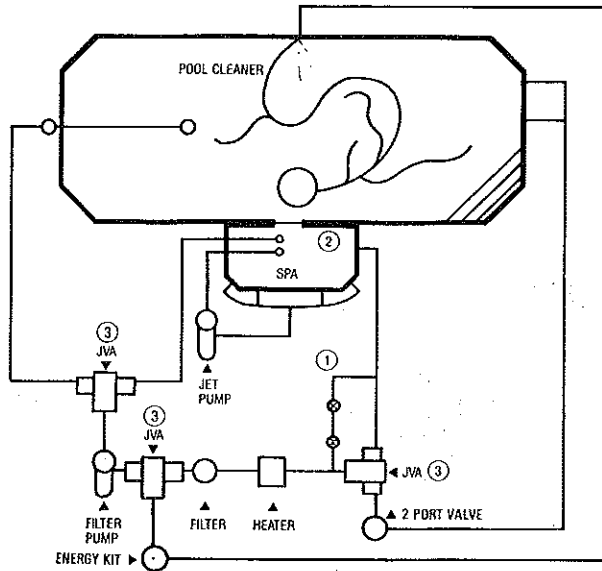 POOL CLEANER
2
SPA
3
JVA
JET
PUMP
1
3
JVA
JVA 3
2 PORT VALVE
FILTER
PUMP
FILTER
HEATER
ENERGY KIT